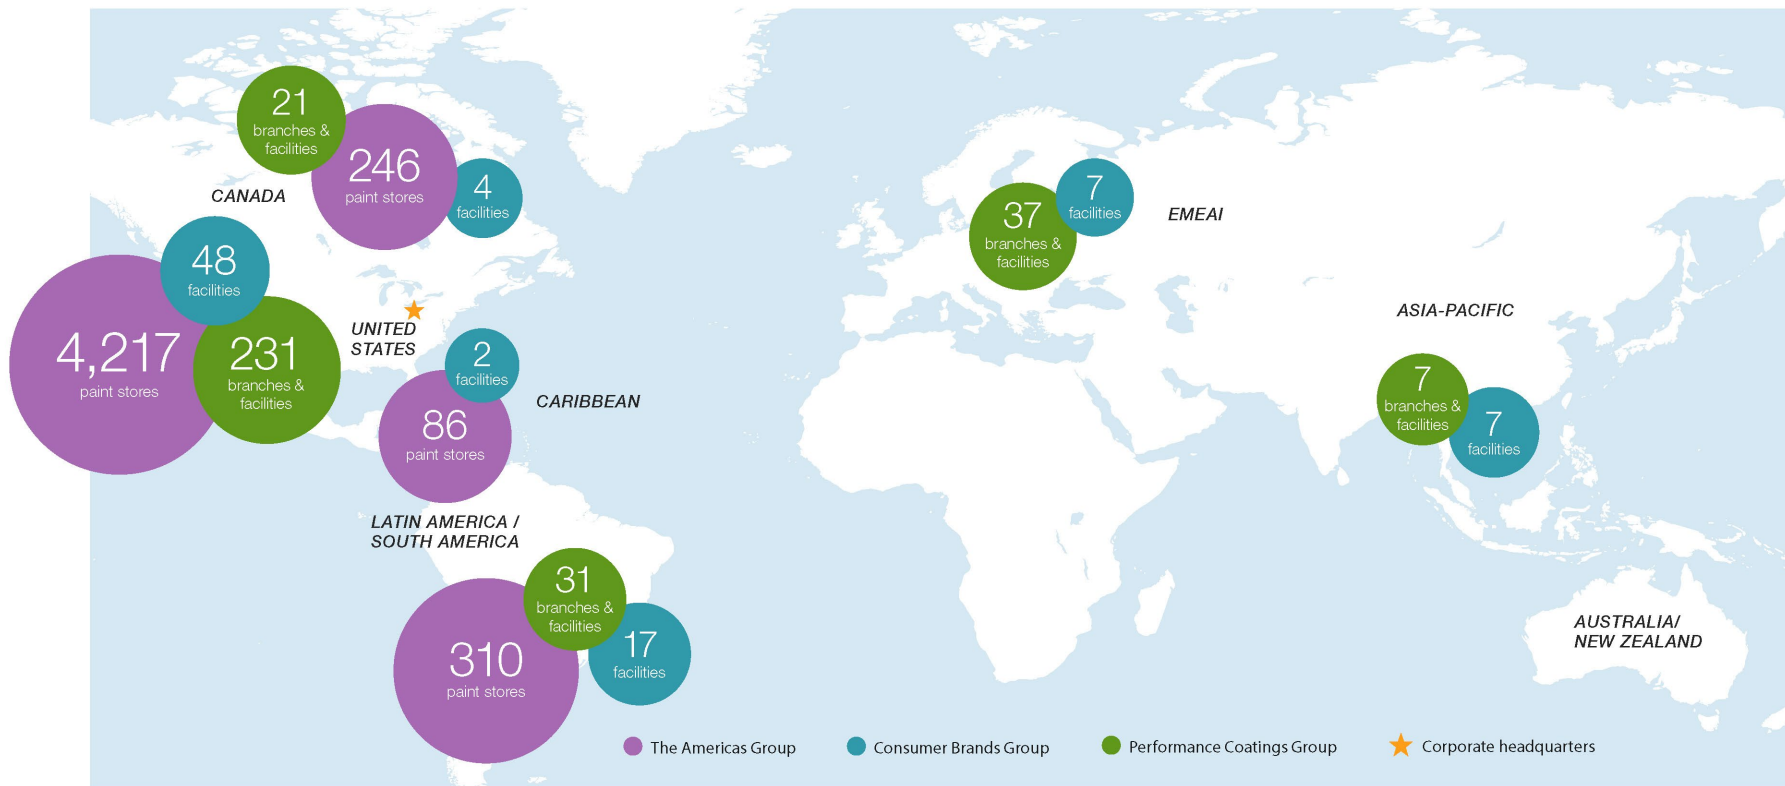 21
branches &
facilities
246
paint stores
4
facilities
CANADA
48
facilities
4,217
paint stores
231
branches &
facilities
UNITED
STATES
2
facilities
86
paint stores
CARIBBEAN
LATIN AMERICA /
SOUTH AMERICA
31
branches &
facilities
310
paint stores
17
facilities
37
branches &
facilities
7
facilities
EMEAI
ASIA-PACIFIC
7
branches &
facilities
7
facilities
AUSTRALIA/
NEW ZEALAND
The Americas Group
Consumer Brands Group
Performance Coatings Group
Corporate headquarters